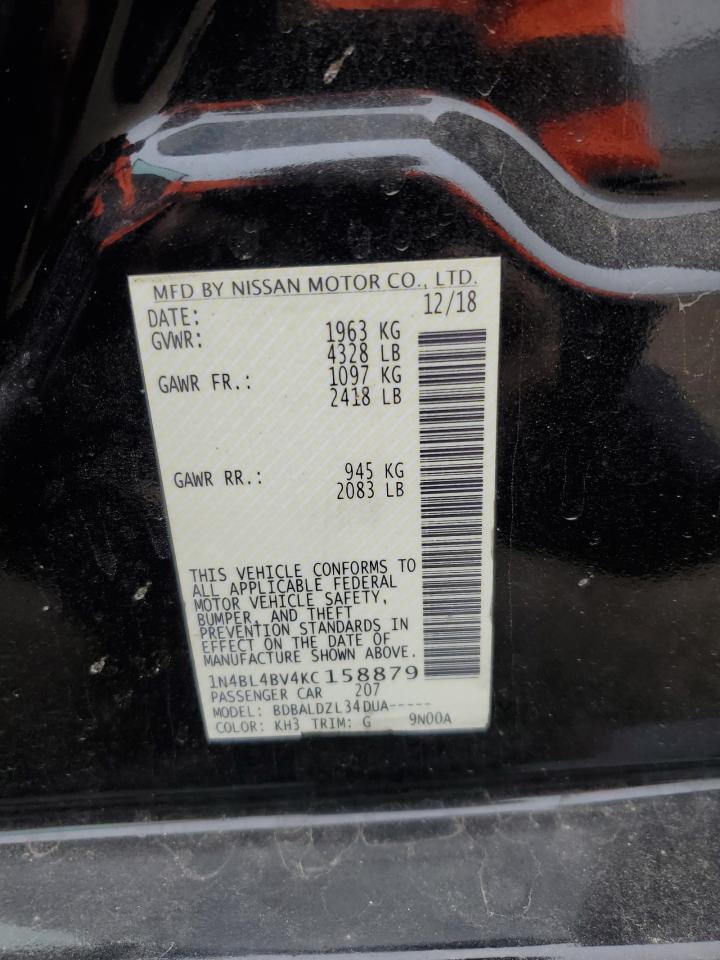 MFD BY NISSAN MOTOR CO., LTD.
DATE: 12/18
GVWR: 1963 KG
4328 LB
GAWR FR.: 1097 KG
2418 LB
GAWR RR.: 945 KG
2083 LB
THIS VEHICLE CONFORMS TO
ALL APPLICABLE FEDERAL
MOTOR VEHICLE SAFETY,
BUMPER, AND THEFT
PREVENTION STANDARDS IN
EFFECT ON THE DATE OF
MANUFACTURE SHOWN ABOVE.
1N4BL4BV4KC158879
PASSENGER CAR 207
MODEL: BDBALDZL34DUA-----
COLOR: KH3 TRIM: G 9N00A